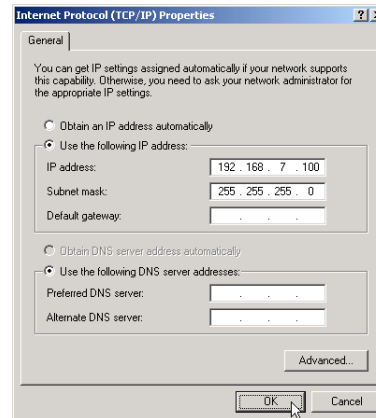 Internet Protocol (TCP/IP) Properties
General
You can get IP settings assigned automatically if your network supports
this capability. Otherwise, you need to ask your network administrator for
the appropriate IP settings.
Obtain an IP address automatically
Use the following IP address:
IP address: 192 . 168 . 7 . 100
Subnet mask: 255 . 255 . 255 . 0
Default gateway: . . .
Obtain DNS server address automatically
Use the following DNS server addresses:
Preferred DNS server: . . .
Alternate DNS server: . . .
Advanced...
OK Cancel